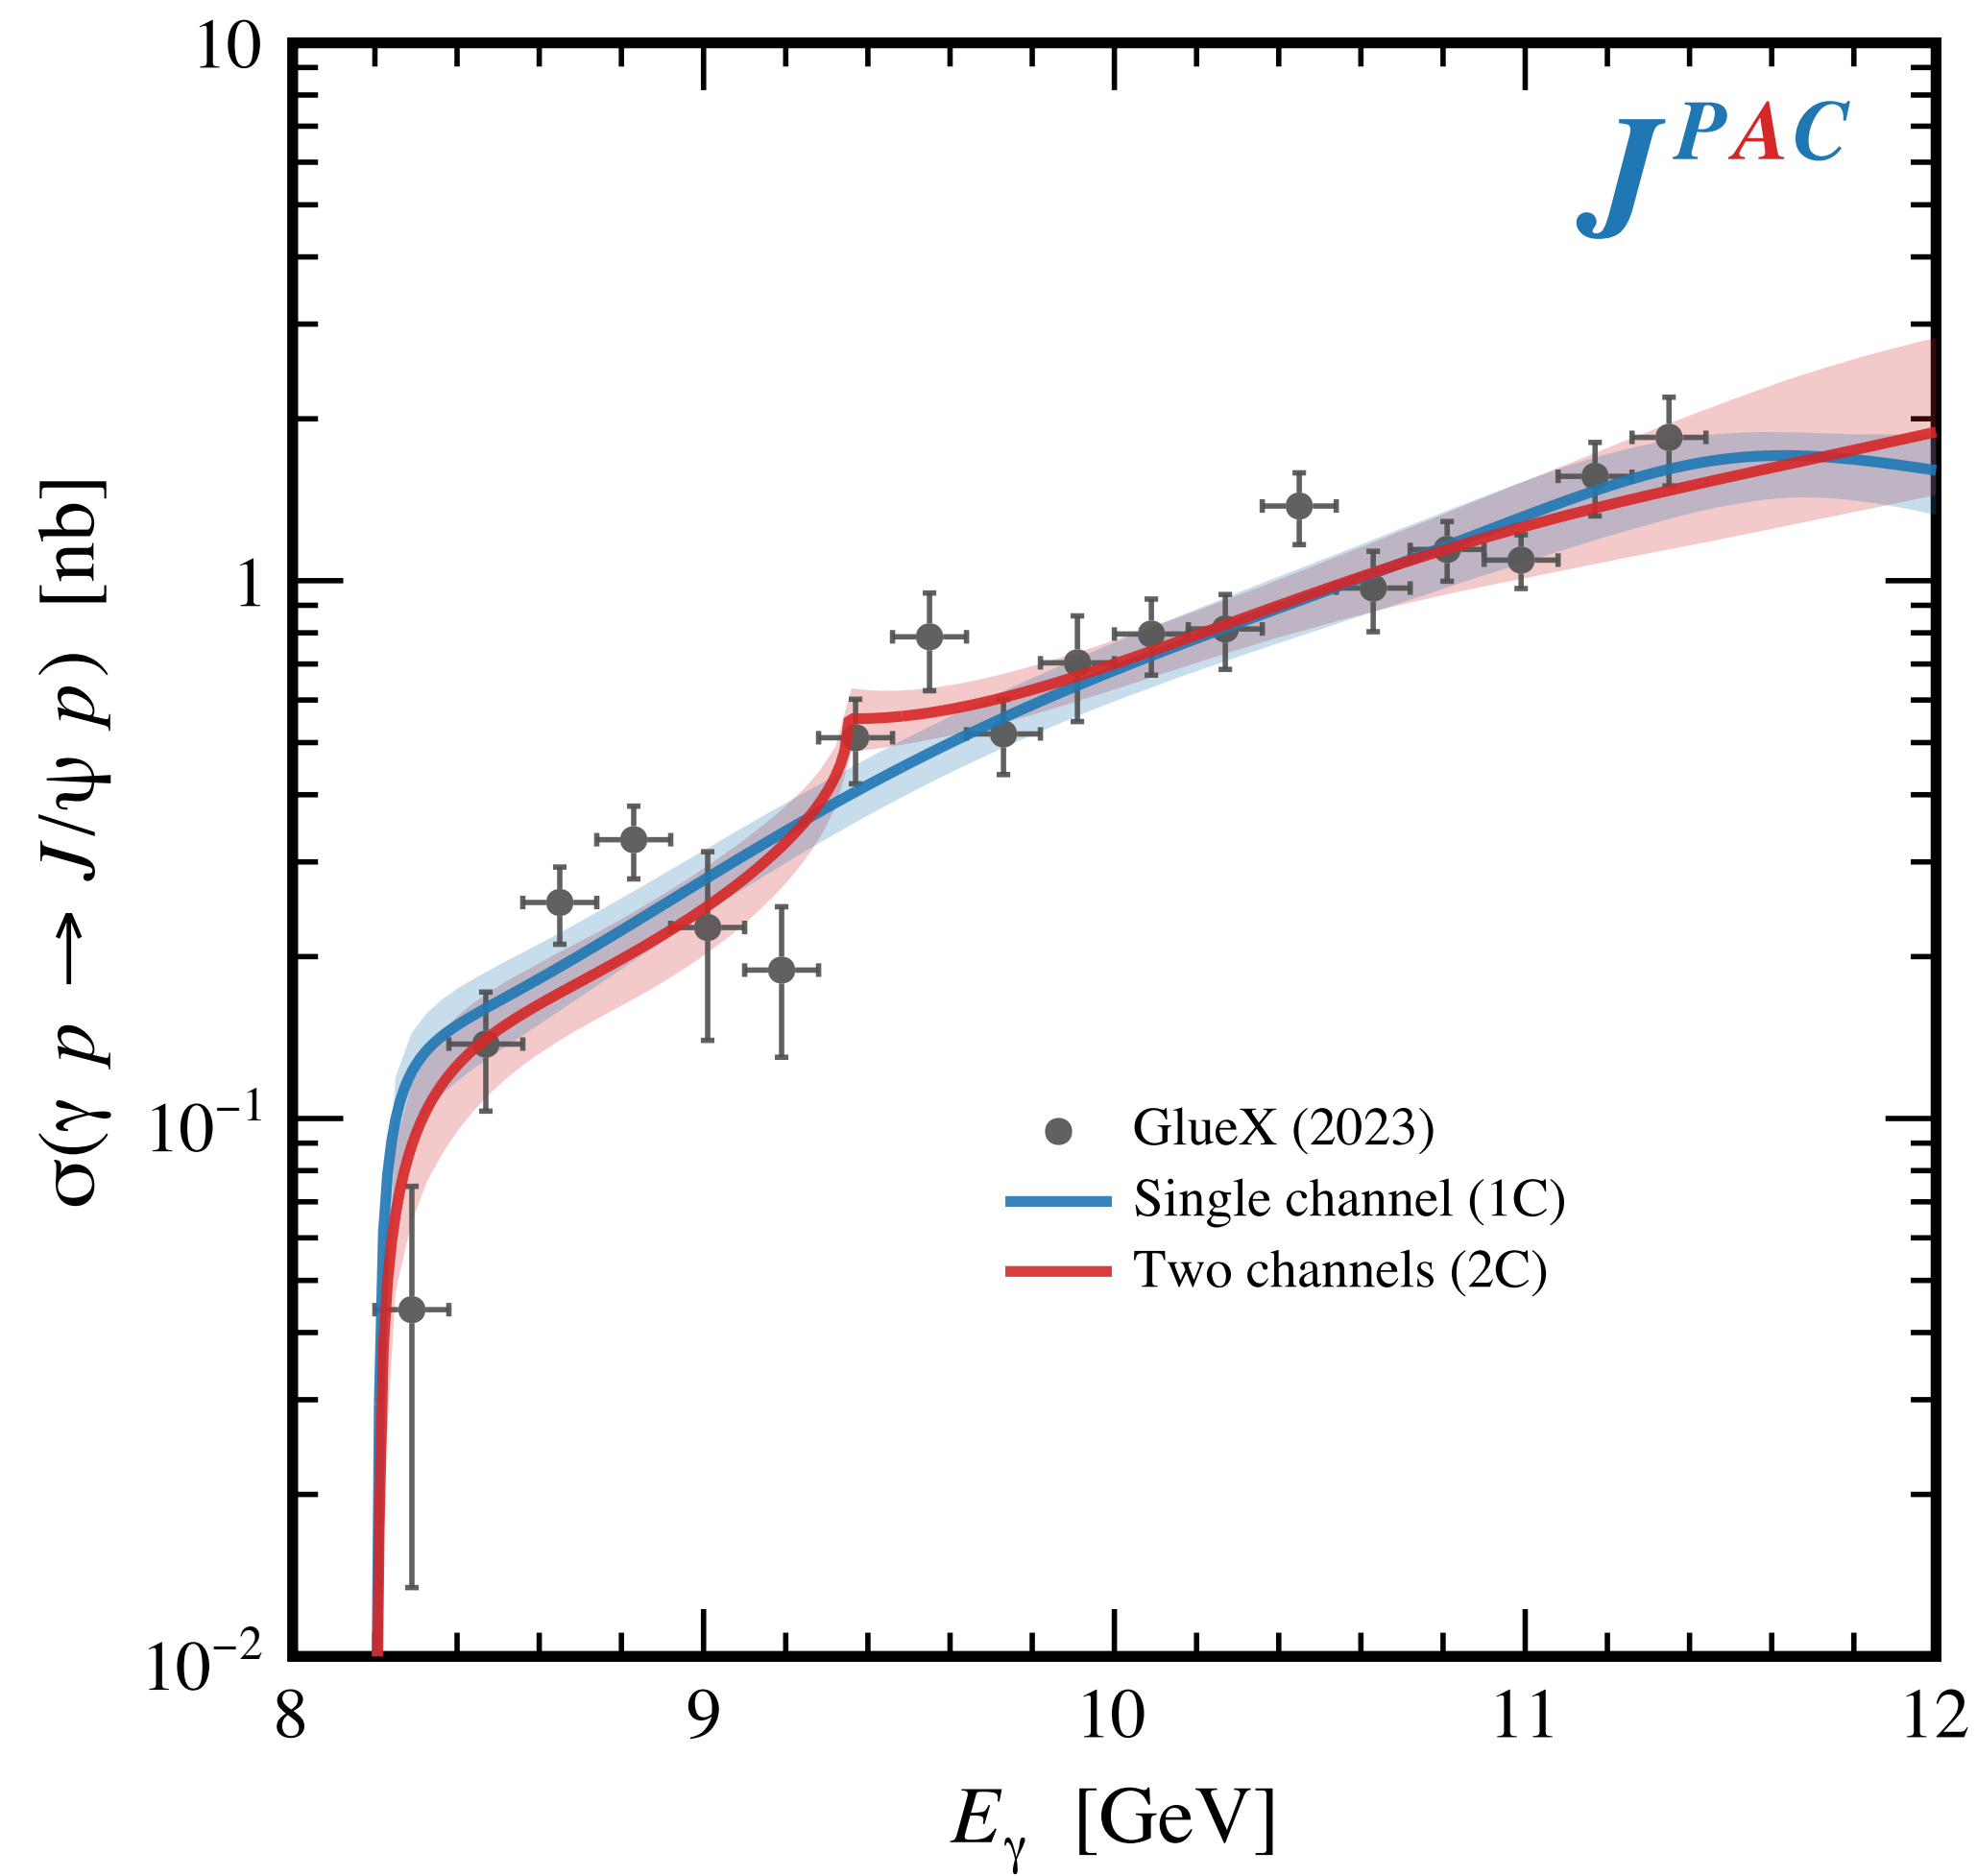 10
J^PAC
σ(γ p → J/ψ p) [nb]
1
10⁻¹
GlueX (2023)
Single channel (1C)
Two channels (2C)
10⁻²
8 9 10 11 12
E_γ [GeV]